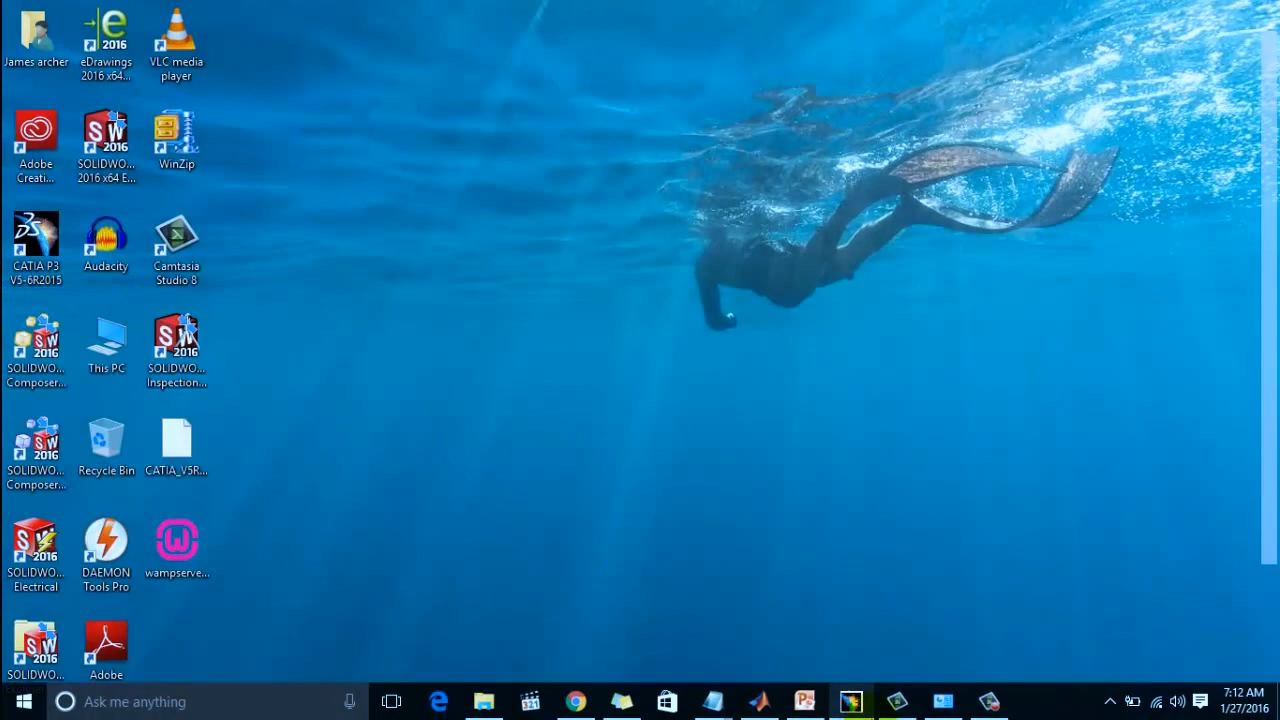 James archer
eDrawings
2016 x64...
VLC media
player
Adobe
Creati...
SOLIDWO...
2016 x64 E...
WinZip
CATIA P3
V5-6R2015
Audacity
Camtasia
Studio 8
SOLIDWO...
Composer...
This PC
SOLIDWO...
Inspection...
SOLIDWO...
Composer...
Recycle Bin
CATIA_V5R...
SOLIDWO...
Electrical
DAEMON
Tools Pro
wampserve...
SOLIDWO...
Adobe
Ask me anything
7:12 AM
1/27/2016